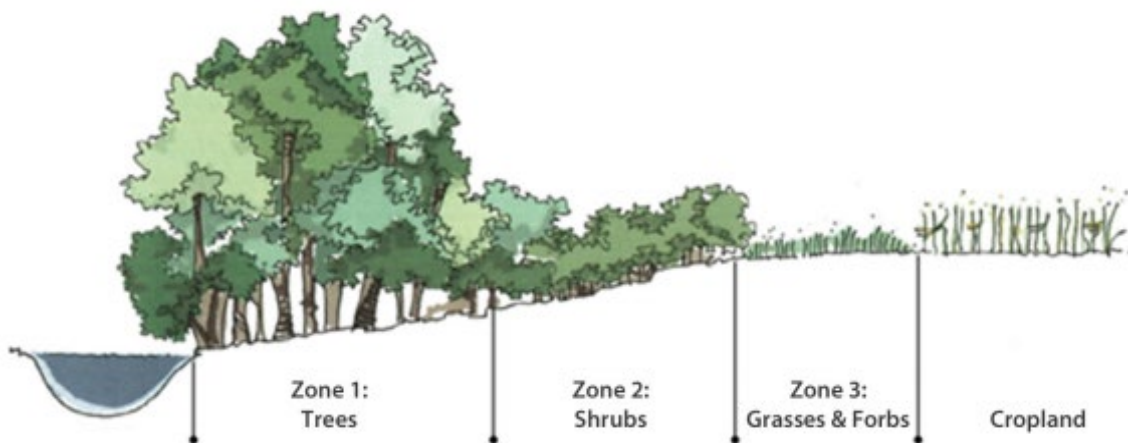 Zone 1:
Trees
Zone 2:
Shrubs
Zone 3:
Grasses & Forbs
Cropland